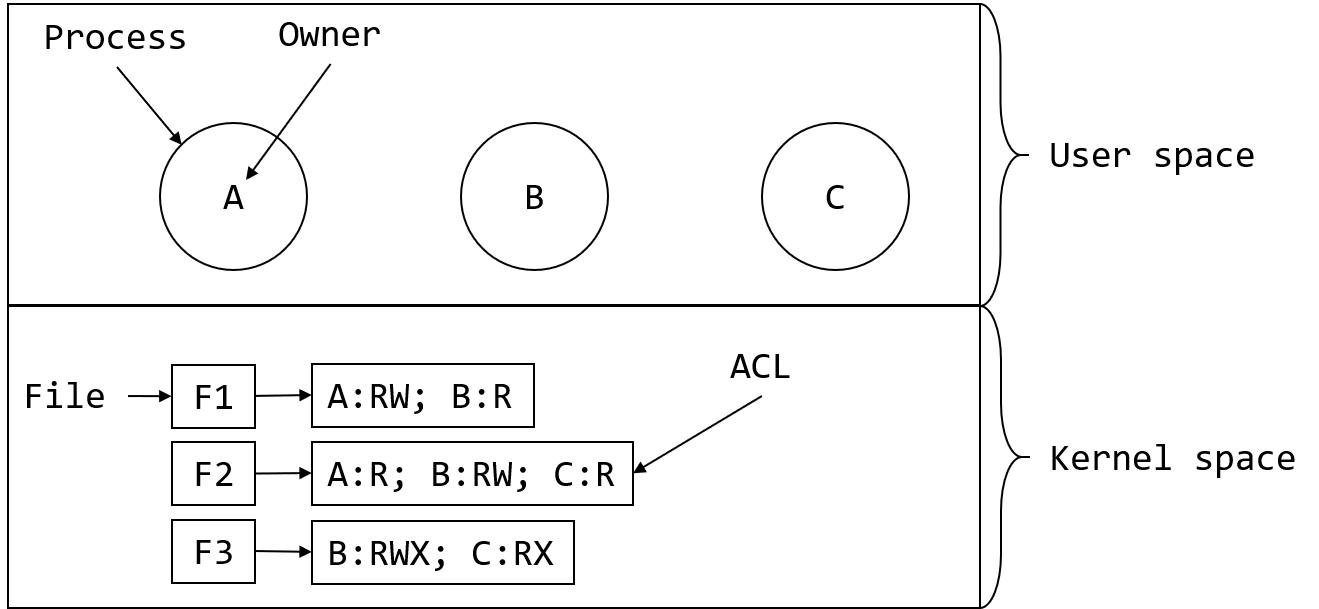 Process
Owner
A
B
C
User space
ACL
File
F1
A:RW; B:R
F2
A:R; B:RW; C:R
Kernel space
F3
B:RWX; C:RX